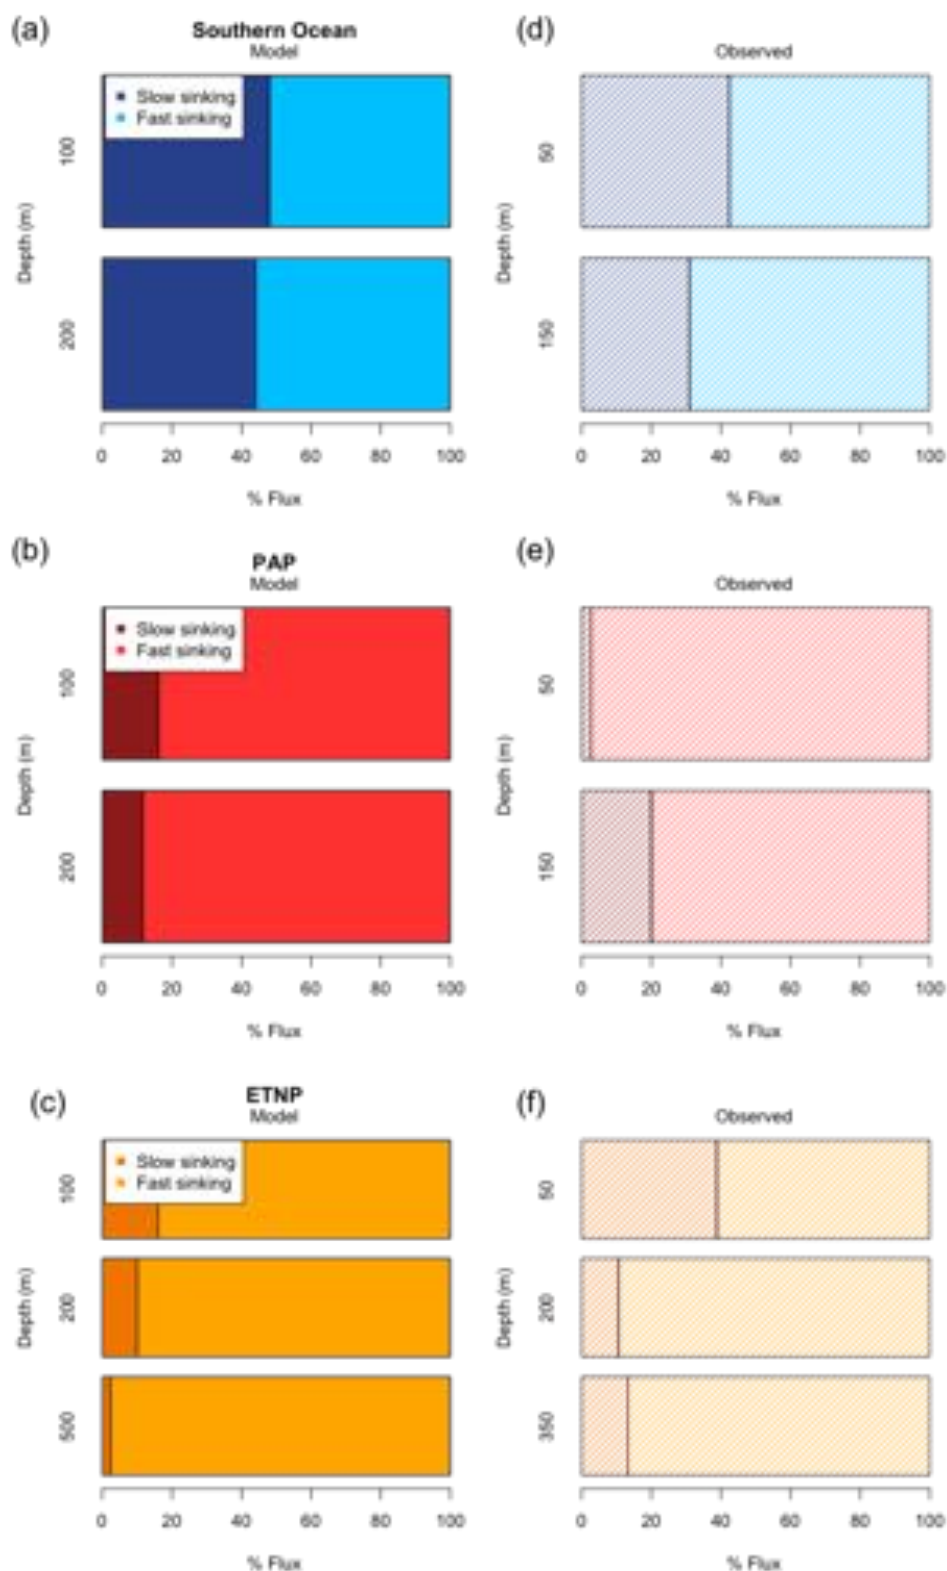 (a)
Southern Ocean
Model
Slow sinking
Fast sinking
100
200
Depth (m)
0 20 40 60 80 100
% Flux
(d)
Observed
50
150
Depth (m)
0 20 40 60 80 100
% Flux
(b)
PAP
Model
Slow sinking
Fast sinking
100
200
Depth (m)
0 20 40 60 80 100
% Flux
(e)
Observed
50
150
Depth (m)
0 20 40 60 80 100
% Flux
(c)
ETNP
Model
Slow sinking
Fast sinking
100
200
500
Depth (m)
0 20 40 60 80 100
% Flux
(f)
Observed
50
200
350
Depth (m)
0 20 40 60 80 100
% Flux